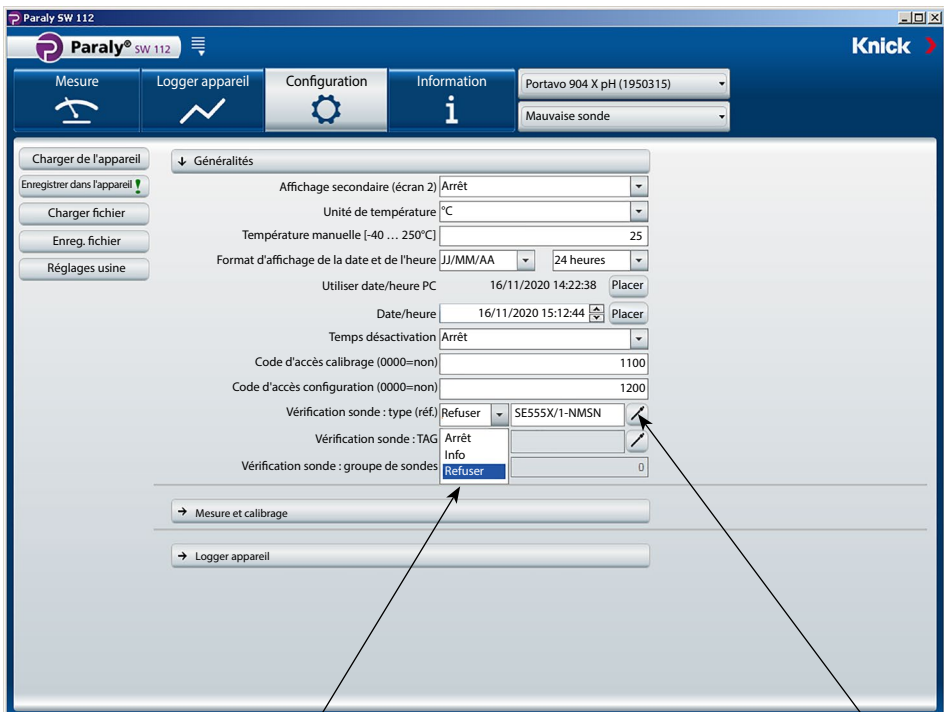 Paraly SW 112
Paraly® SW 112
Knick
Mesure
Logger appareil
Configuration
Information
i
Portavo 904 X pH (1950315)
Mauvaise sonde
Charger de l'appareil
Enregistrer dans l'appareil !
Charger fichier
Enreg. fichier
Réglages usine
↓ Généralités
Affichage secondaire (écran 2) Arrêt
Unité de température °C
Température manuelle [-40 … 250°C] 25
Format d'affichage de la date et de l'heure JJ/MM/AA 24 heures
Utiliser date/heure PC 16/11/2020 14:22:38 Placer
Date/heure 16/11/2020 15:12:44 Placer
Temps désactivation Arrêt
Code d'accès calibrage (0000=non) 1100
Code d'accès configuration (0000=non) 1200
Vérification sonde : type (réf.) Refuser SE555X/1-NMSN
Vérification sonde : TAG
Arrêt
Info
Refuser
Vérification sonde : groupe de sondes 0
→ Mesure et calibrage
→ Logger appareil